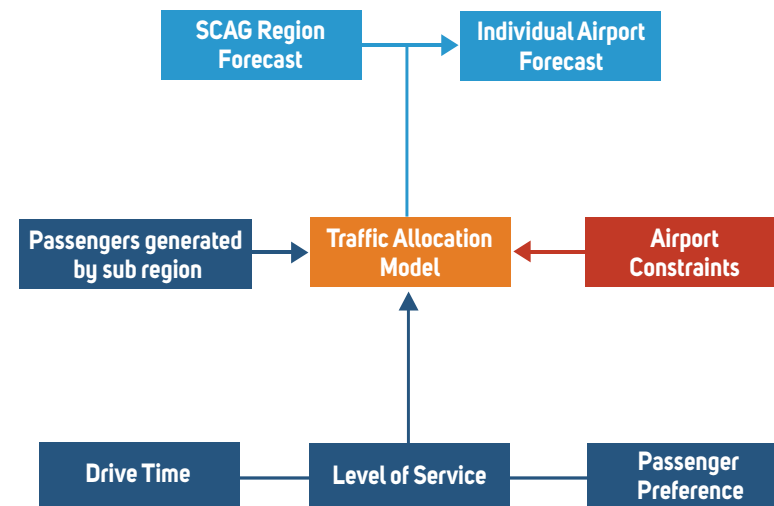 SCAG Region
Forecast
Individual Airport
Forecast
Passengers generated
by sub region
Traffic Allocation
Model
Airport
Constraints
Drive Time
Level of Service
Passenger
Preference